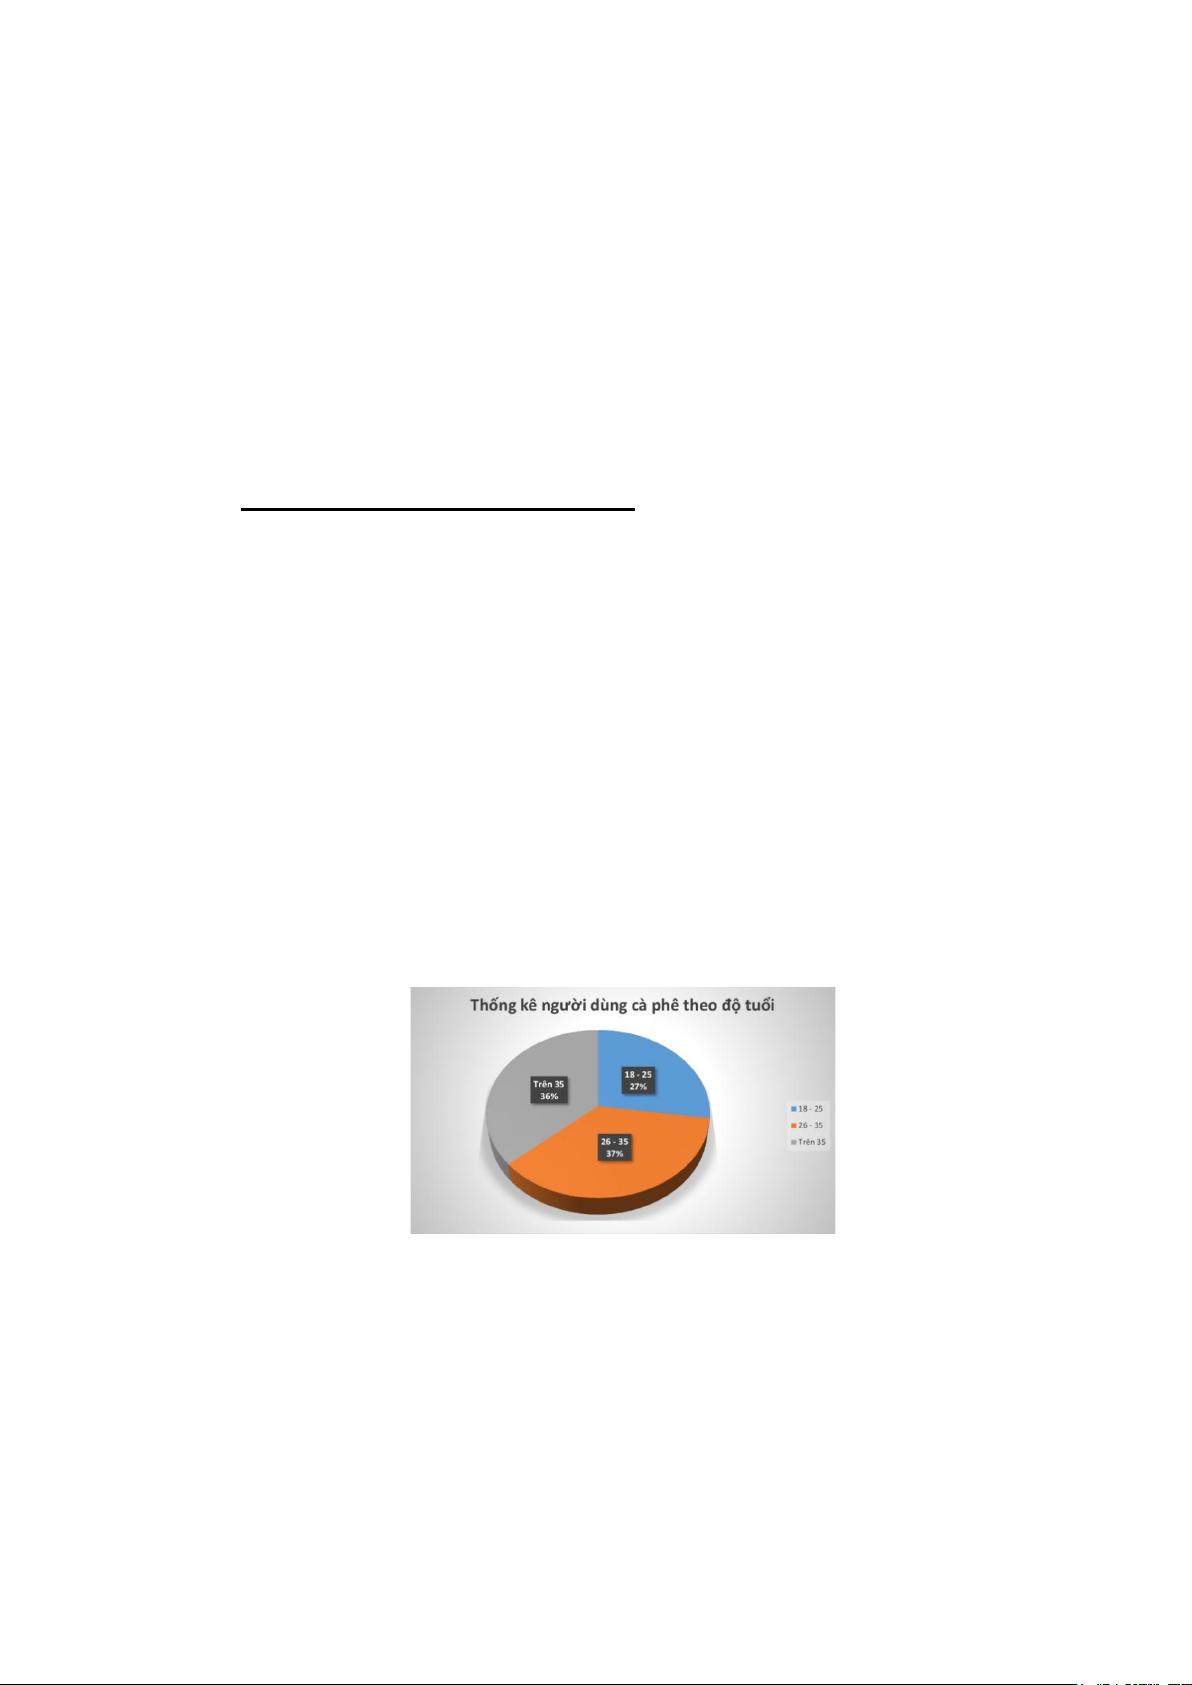 Thống kê người dùng cà phê theo độ tuổi
18 - 25
27%
Trên 35
36%
26 - 35
37%
18 - 25
26 - 35
Trên 35